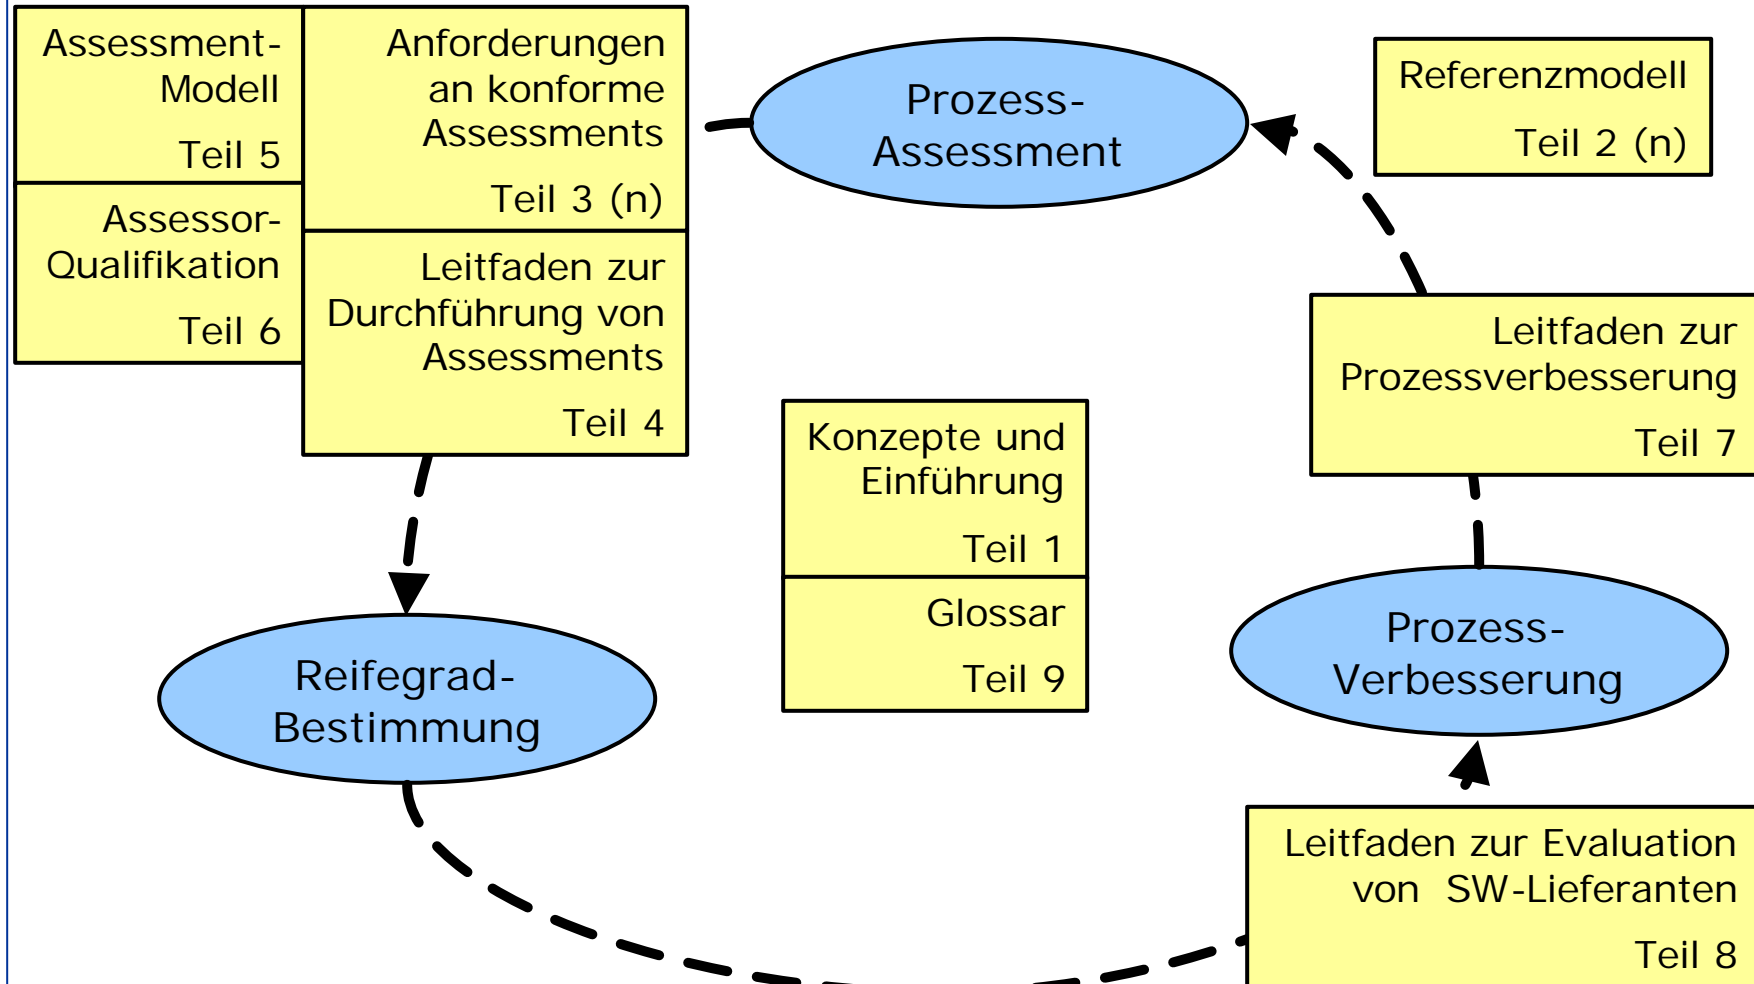 Assessment-
Modell
Teil 5
Anforderungen
an konforme
Assessments
Teil 3 (n)
Prozess-
Assessment
Referenzmodell
Teil 2 (n)
Assessor-
Qualifikation
Teil 6
Leitfaden zur
Durchführung von
Assessments
Teil 4
Leitfaden zur
Prozessverbesserung
Teil 7
Konzepte und
Einführung
Teil 1
Glossar
Teil 9
Reifegrad-
Bestimmung
Prozess-
Verbesserung
Leitfaden zur Evaluation
von SW-Lieferanten
Teil 8